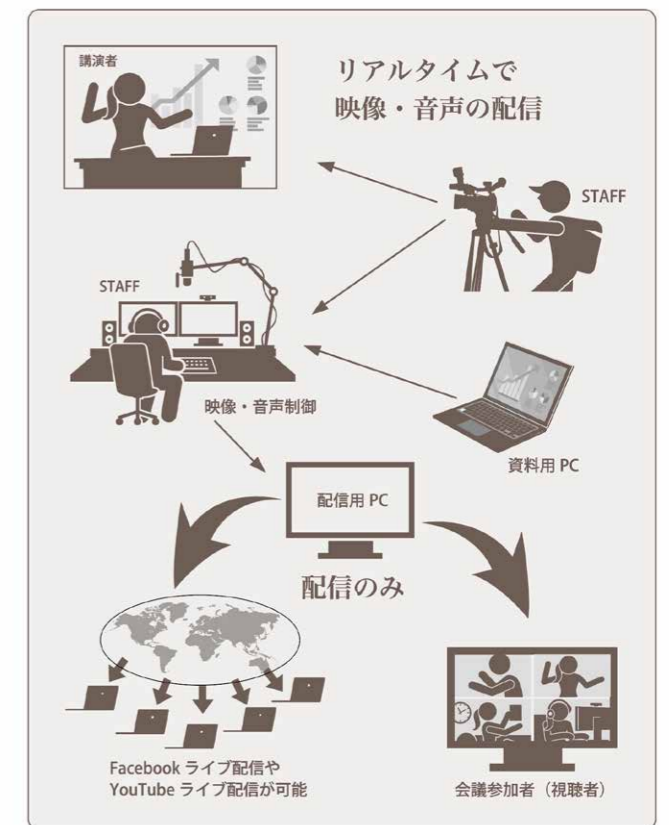 講演者
リアルタイムで
映像・音声の配信
STAFF
STAFF
映像・音声制御
資料用 PC
配信用 PC
配信のみ
Facebook ライブ配信や
YouTube ライブ配信が可能
会議参加者（視聴者）